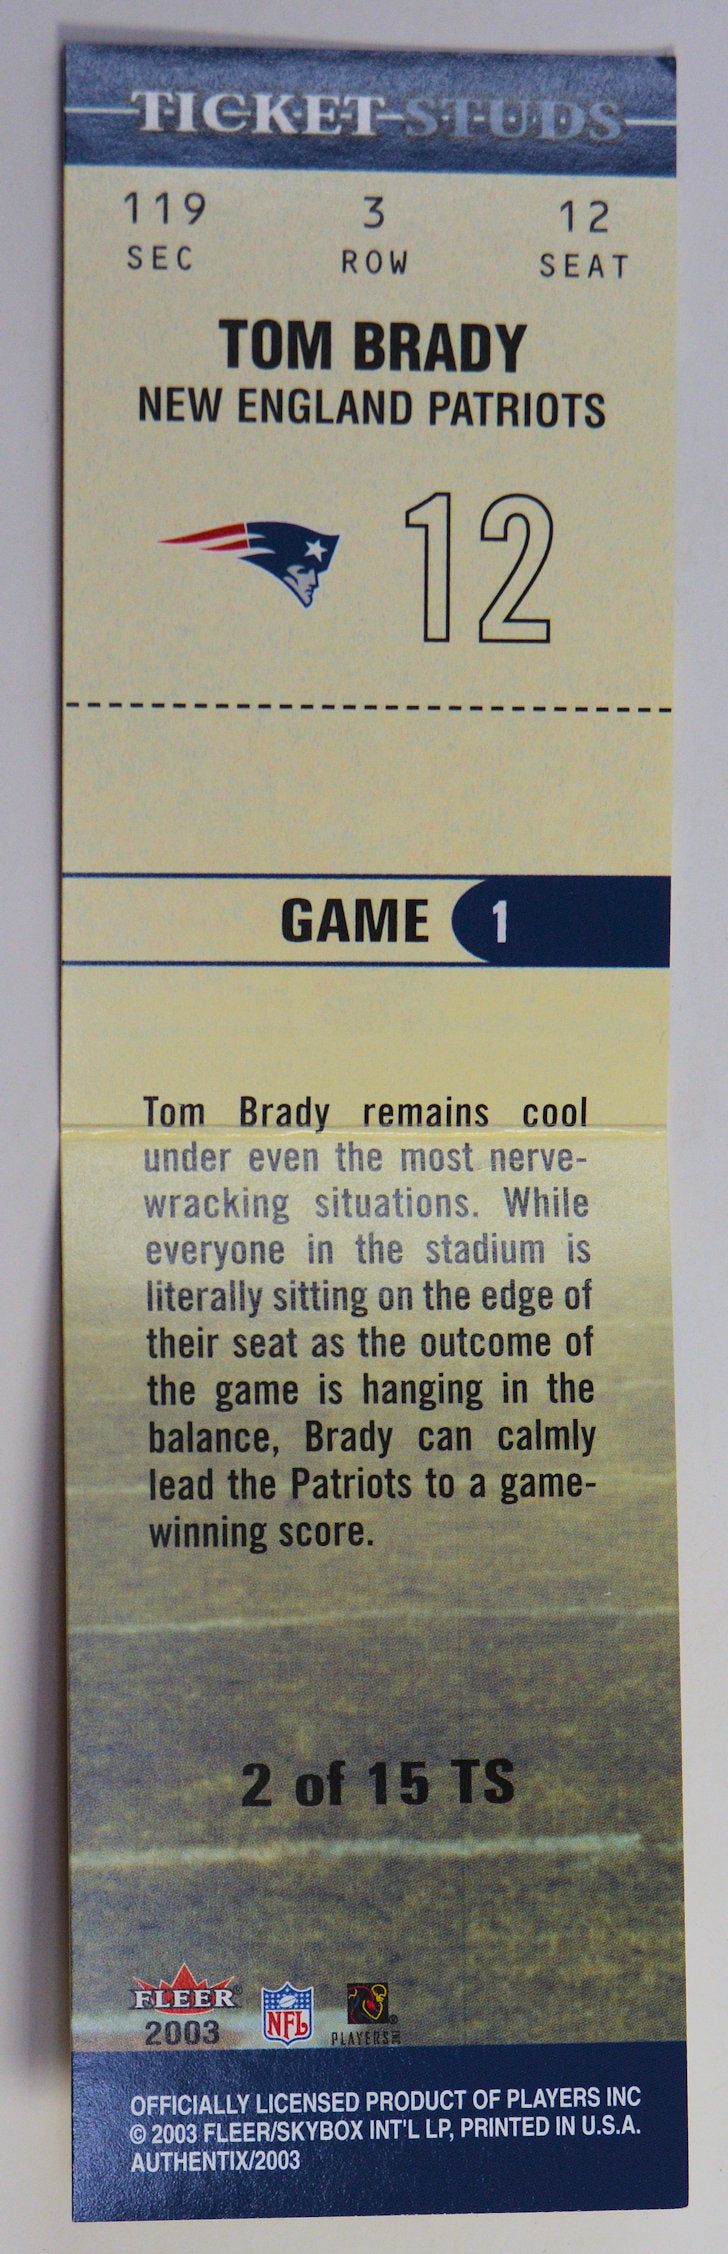 TICKET STUDS
119 3 12
SEC ROW SEAT
TOM BRADY
NEW ENGLAND PATRIOTS
12
GAME 1
Tom Brady remains cool
under even the most nerve-
wracking situations. While
everyone in the stadium is
literally sitting on the edge of
their seat as the outcome of
the game is hanging in the
balance, Brady can calmly
lead the Patriots to a game-
winning score.
2 of 15 TS
FLEER
2003
NFL
PLAYERS INC
OFFICIALLY LICENSED PRODUCT OF PLAYERS INC
© 2003 FLEER/SKYBOX INT'L LP, PRINTED IN U.S.A.
AUTHENTIX/2003